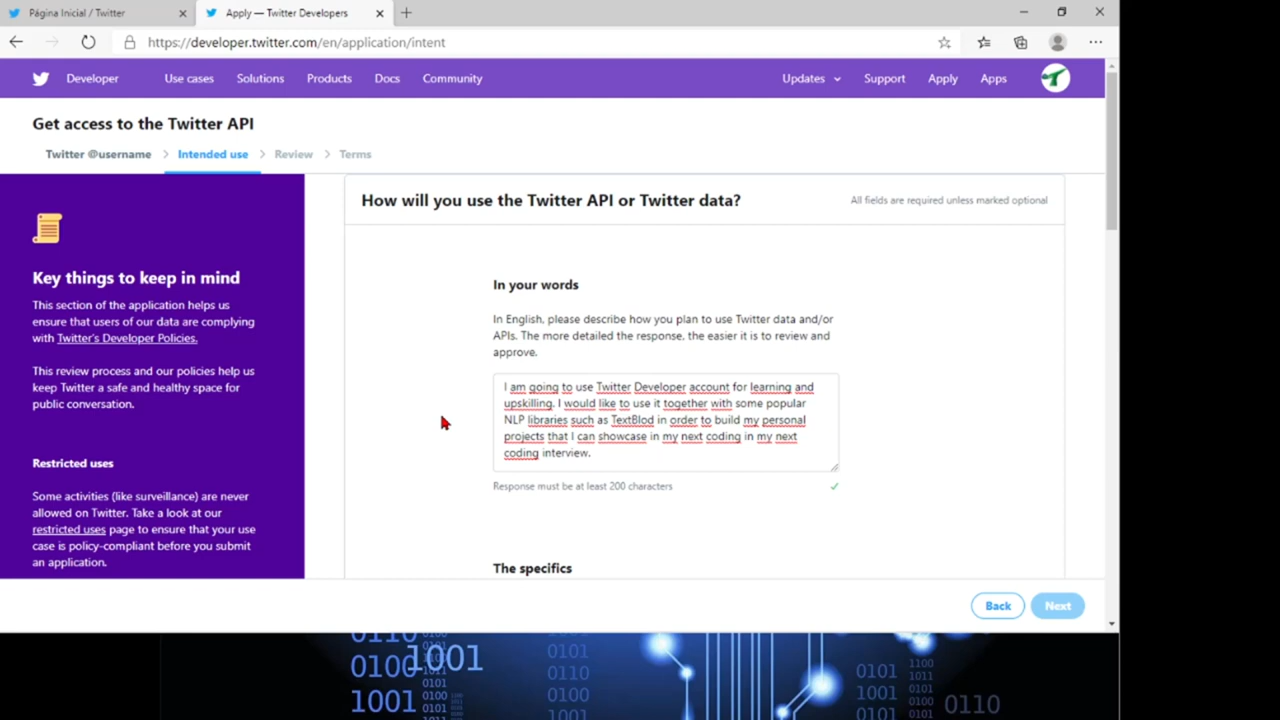 Página Inicial / Twitter
Apply — Twitter Developers
https://developer.twitter.com/en/application/intent
Developer Use cases Solutions Products Docs Community Updates Support Apply Apps
Get access to the Twitter API
Twitter @username Intended use Review Terms
Key things to keep in mind
This section of the application helps us
ensure that users of our data are complying
with Twitter's Developer Policies.
This review process and our policies help us
keep Twitter a safe and healthy space for
public conversation.
Restricted uses
Some activities (like surveillance) are never
allowed on Twitter. Take a look at our
restricted uses page to ensure that your use
case is policy-compliant before you submit
an application.
How will you use the Twitter API or Twitter data?
All fields are required unless marked optional
In your words
In English, please describe how you plan to use Twitter data and/or
APIs. The more detailed the response, the easier it is to review and
approve.
I am going to use Twitter Developer account for learning and
upskilling. I would like to use it together with some popular
NLP libraries such as TextBlod in order to build my personal
projects that I can showcase in my next coding in my next
coding interview.
Response must be at least 200 characters
The specifics
Back Next